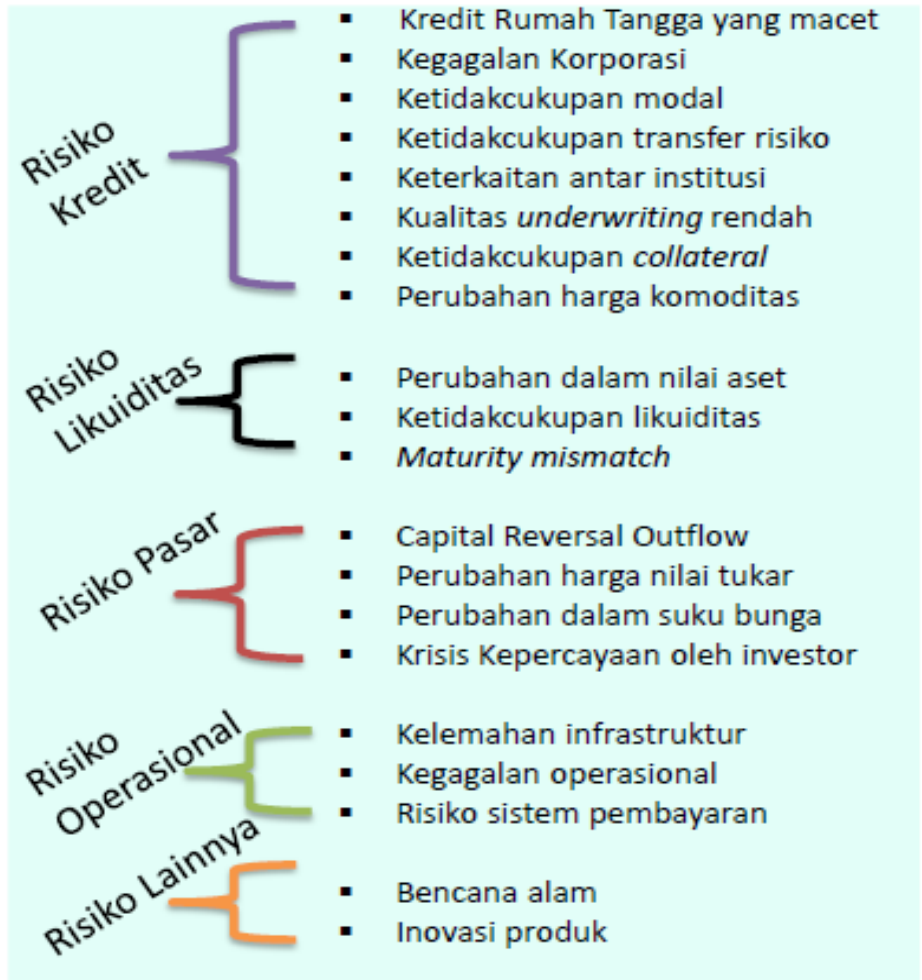 Risiko
Kredit
▪ Kredit Rumah Tangga yang macet
▪ Kegagalan Korporasi
▪ Ketidakcukupan modal
▪ Ketidakcukupan transfer risiko
▪ Keterkaitan antar institusi
▪ Kualitas underwriting rendah
▪ Ketidakcukupan collateral
▪ Perubahan harga komoditas
Risiko
Likuiditas
▪ Perubahan dalam nilai aset
▪ Ketidakcukupan likuiditas
▪ Maturity mismatch
Risiko Pasar
▪ Capital Reversal Outflow
▪ Perubahan harga nilai tukar
▪ Perubahan dalam suku bunga
▪ Krisis Kepercayaan oleh investor
Risiko
Operasional
▪ Kelemahan infrastruktur
▪ Kegagalan operasional
▪ Risiko sistem pembayaran
Risiko Lainnya
▪ Bencana alam
▪ Inovasi produk